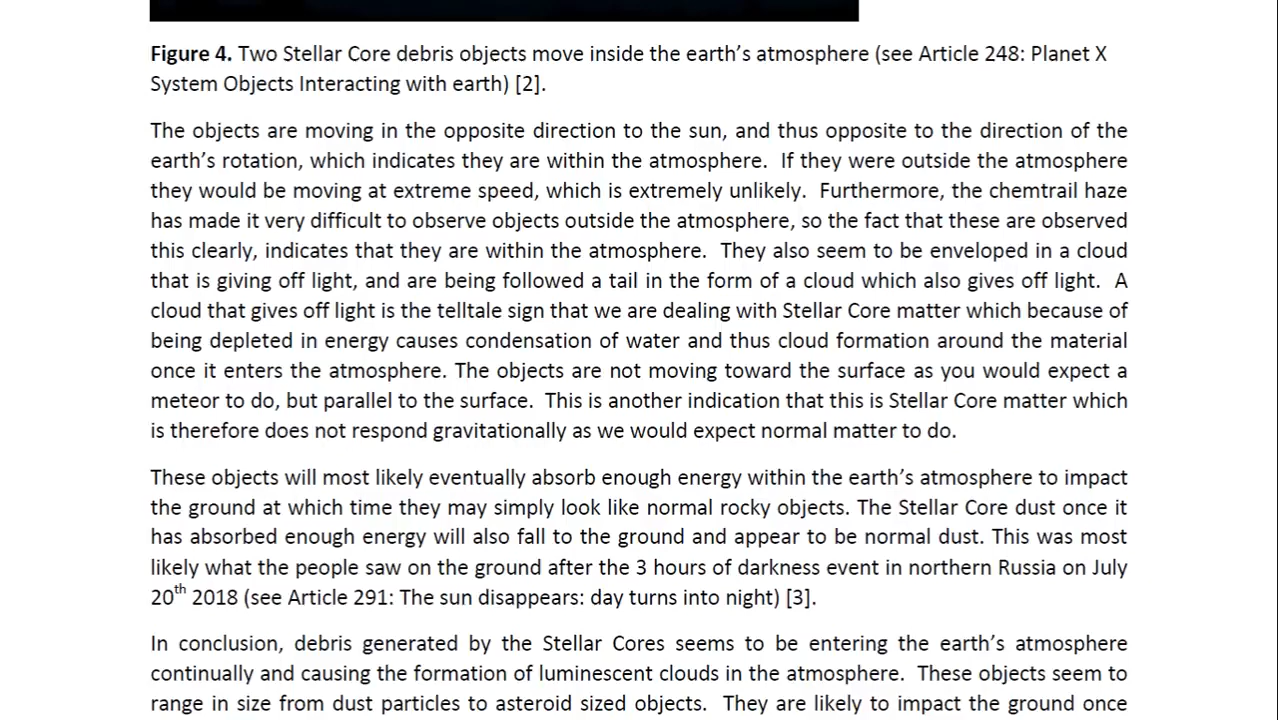 Figure 4. Two Stellar Core debris objects move inside the earth’s atmosphere (see Article 248: Planet X
System Objects Interacting with earth) [2].
The objects are moving in the opposite direction to the sun, and thus opposite to the direction of the
earth’s rotation, which indicates they are within the atmosphere. If they were outside the atmosphere
they would be moving at extreme speed, which is extremely unlikely. Furthermore, the chemtrail haze
has made it very difficult to observe objects outside the atmosphere, so the fact that these are observed
this clearly, indicates that they are within the atmosphere. They also seem to be enveloped in a cloud
that is giving off light, and are being followed a tail in the form of a cloud which also gives off light. A
cloud that gives off light is the telltale sign that we are dealing with Stellar Core matter which because of
being depleted in energy causes condensation of water and thus cloud formation around the material
once it enters the atmosphere. The objects are not moving toward the surface as you would expect a
meteor to do, but parallel to the surface. This is another indication that this is Stellar Core matter which
is therefore does not respond gravitationally as we would expect normal matter to do.
These objects will most likely eventually absorb enough energy within the earth’s atmosphere to impact
the ground at which time they may simply look like normal rocky objects. The Stellar Core dust once it
has absorbed enough energy will also fall to the ground and appear to be normal dust. This was most
likely what the people saw on the ground after the 3 hours of darkness event in northern Russia on July
20th 2018 (see Article 291: The sun disappears: day turns into night) [3].
In conclusion, debris generated by the Stellar Cores seems to be entering the earth’s atmosphere
continually and causing the formation of luminescent clouds in the atmosphere. These objects seem to
range in size from dust particles to asteroid sized objects. They are likely to impact the ground once